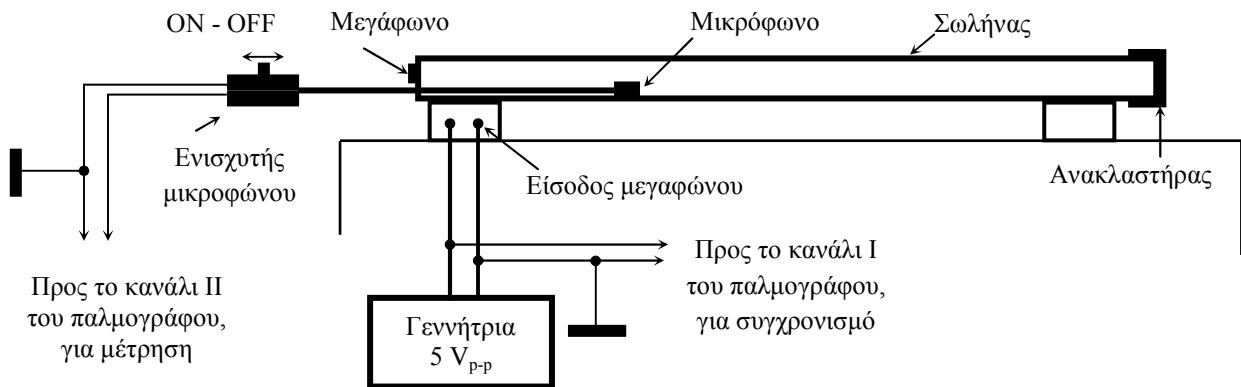 ON - OFF
Μεγάφωνο
Μικρόφωνο
Σωλήνας
Ενισχυτής
μικροφώνου
Είσοδος μεγαφώνου
Ανακλαστήρας
Προς το κανάλι ΙΙ
του παλμογράφου,
για μέτρηση
Γεννήτρια
5 Vp-p
Προς το κανάλι Ι
του παλμογράφου,
για συγχρονισμό